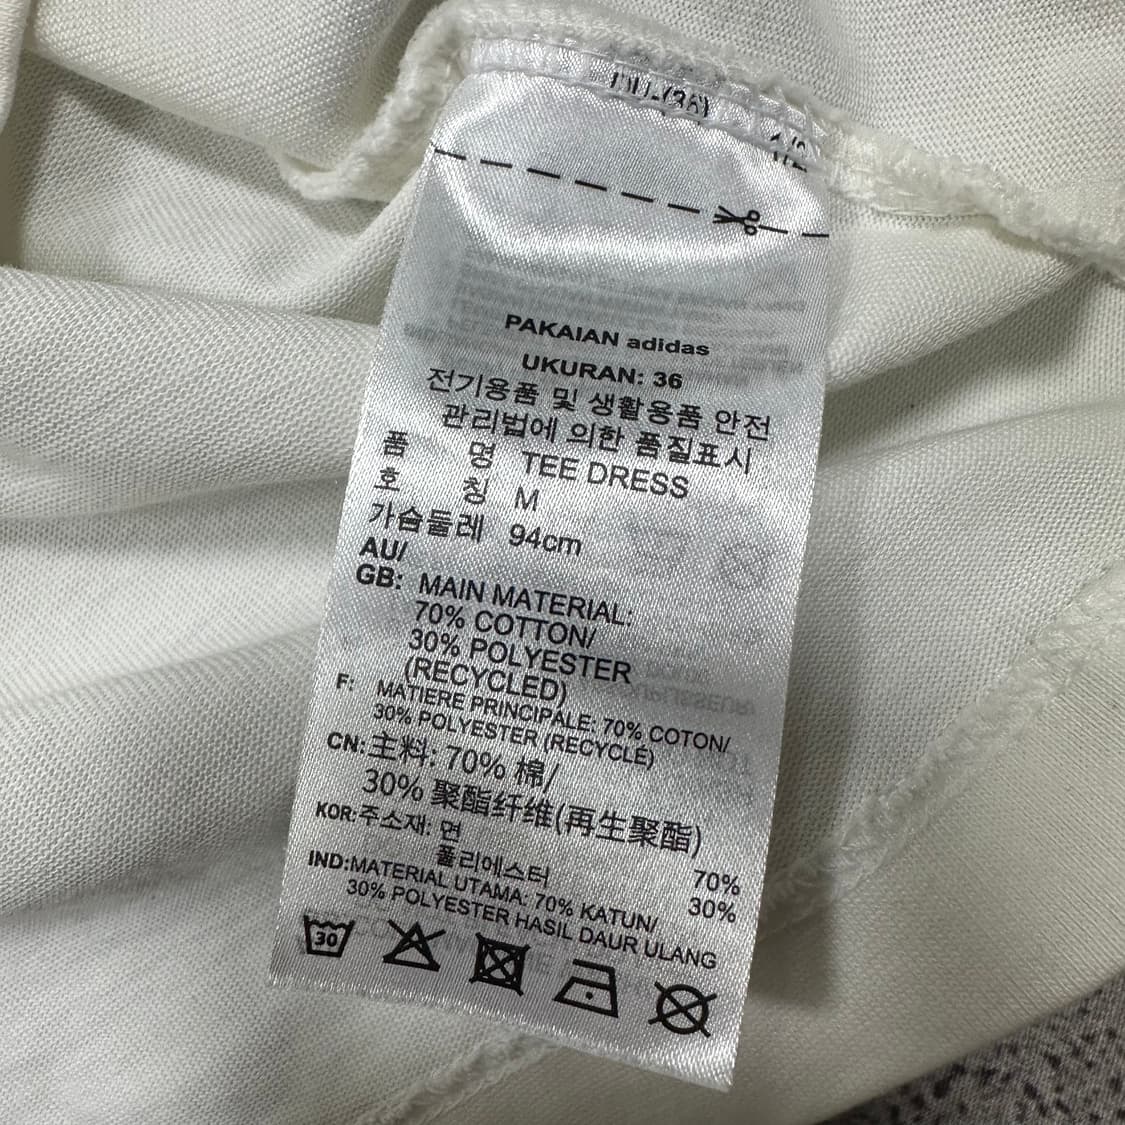 (36)
1/2
PAKAIAN adidas
UKURAN: 36
전기용품 및 생활용품 안전
관리법에 의한 품질표시
품 명 TEE DRESS
호 칭 M
가슴둘레 94cm
AU/
GB: MAIN MATERIAL:
70% COTTON/
30% POLYESTER
(RECYCLED)
F: MATIERE PRINCIPALE: 70% COTON/
30% POLYESTER (RECYCLÉ)
CN: 主料: 70% 棉/
30% 聚酯纤维(再生聚酯)
KOR: 주소재: 면 70%
폴리에스터 30%
IND: MATERIAL UTAMA: 70% KATUN/
30% POLYESTER HASIL DAUR ULANG
30